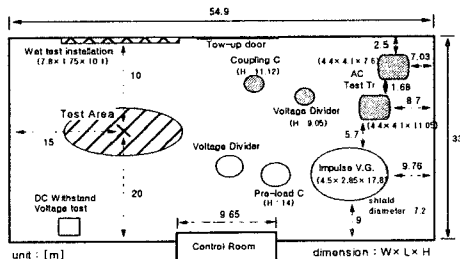 54.9
Wet test installation
(7.8×1.75×10.1)
Tow-up door
2.5
7.03
Coupling C
(H : 11.12)
(4.4×4.1×7.6)
AC
Test Tr
1.68
10
Voltage Divider
(H : 9.05)
8.7
(4.4×4.1×11.05)
Test Area
15
5.7
33
Voltage Divider
Impulse V.G.
(4.5×2.85×17.8)
9.76
Pre-load C
(H : 14)
20
shield
diameter 7.2
DC Withstand
Voltage test
9.65
9
Control Room
unit : [m]
dimension : W×L×H